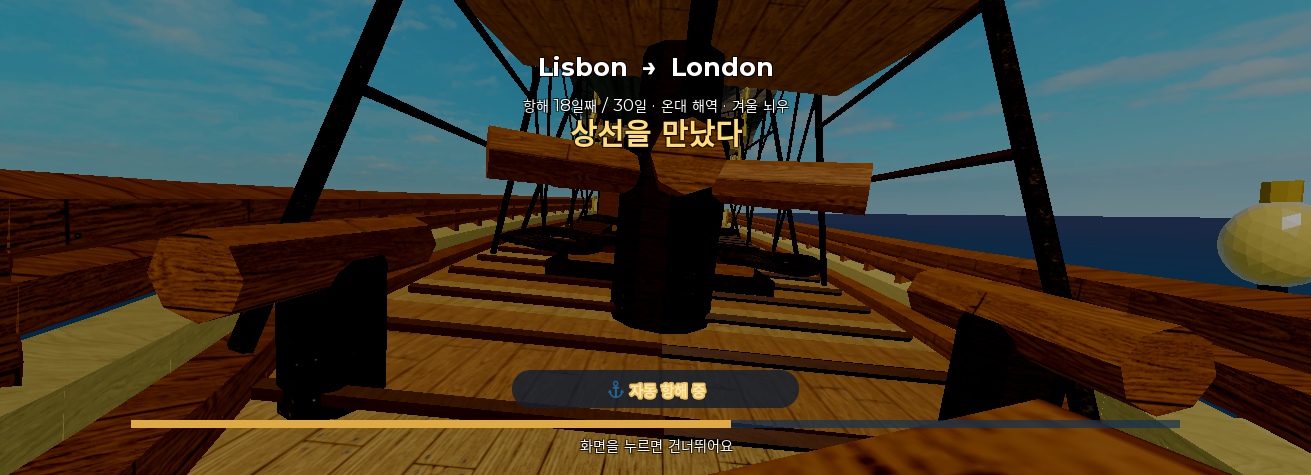 Lisbon → London
항해 18일째 / 30일 · 온대 해역 · 겨울 뇌우
상선을 만났다
⚓ 자동 항해 중
화면을 누르면 건너뛰어요